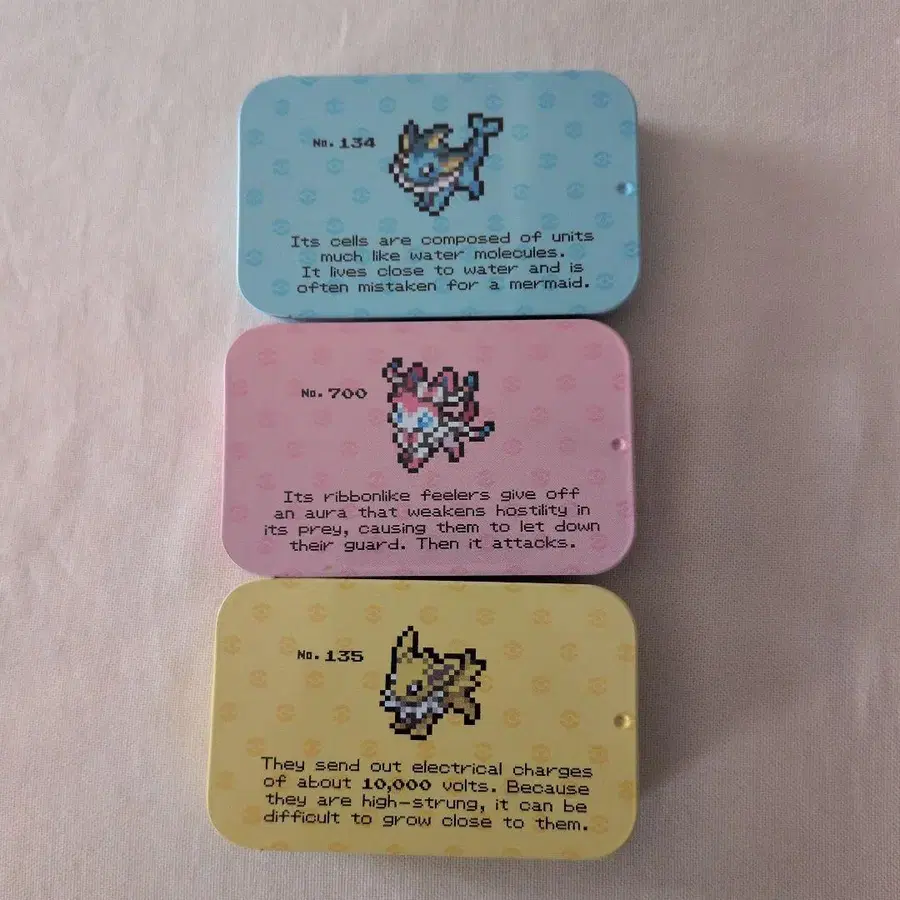 No. 134
Its cells are composed of units
much like water molecules.
It lives close to water and is
often mistaken for a mermaid.
No. 700
Its ribbonlike feelers give off
an aura that weakens hostility in
its prey, causing them to let down
their guard. Then it attacks.
No. 135
They send out electrical charges
of about 10,000 volts. Because
they are high-strung, it can be
difficult to grow close to them.